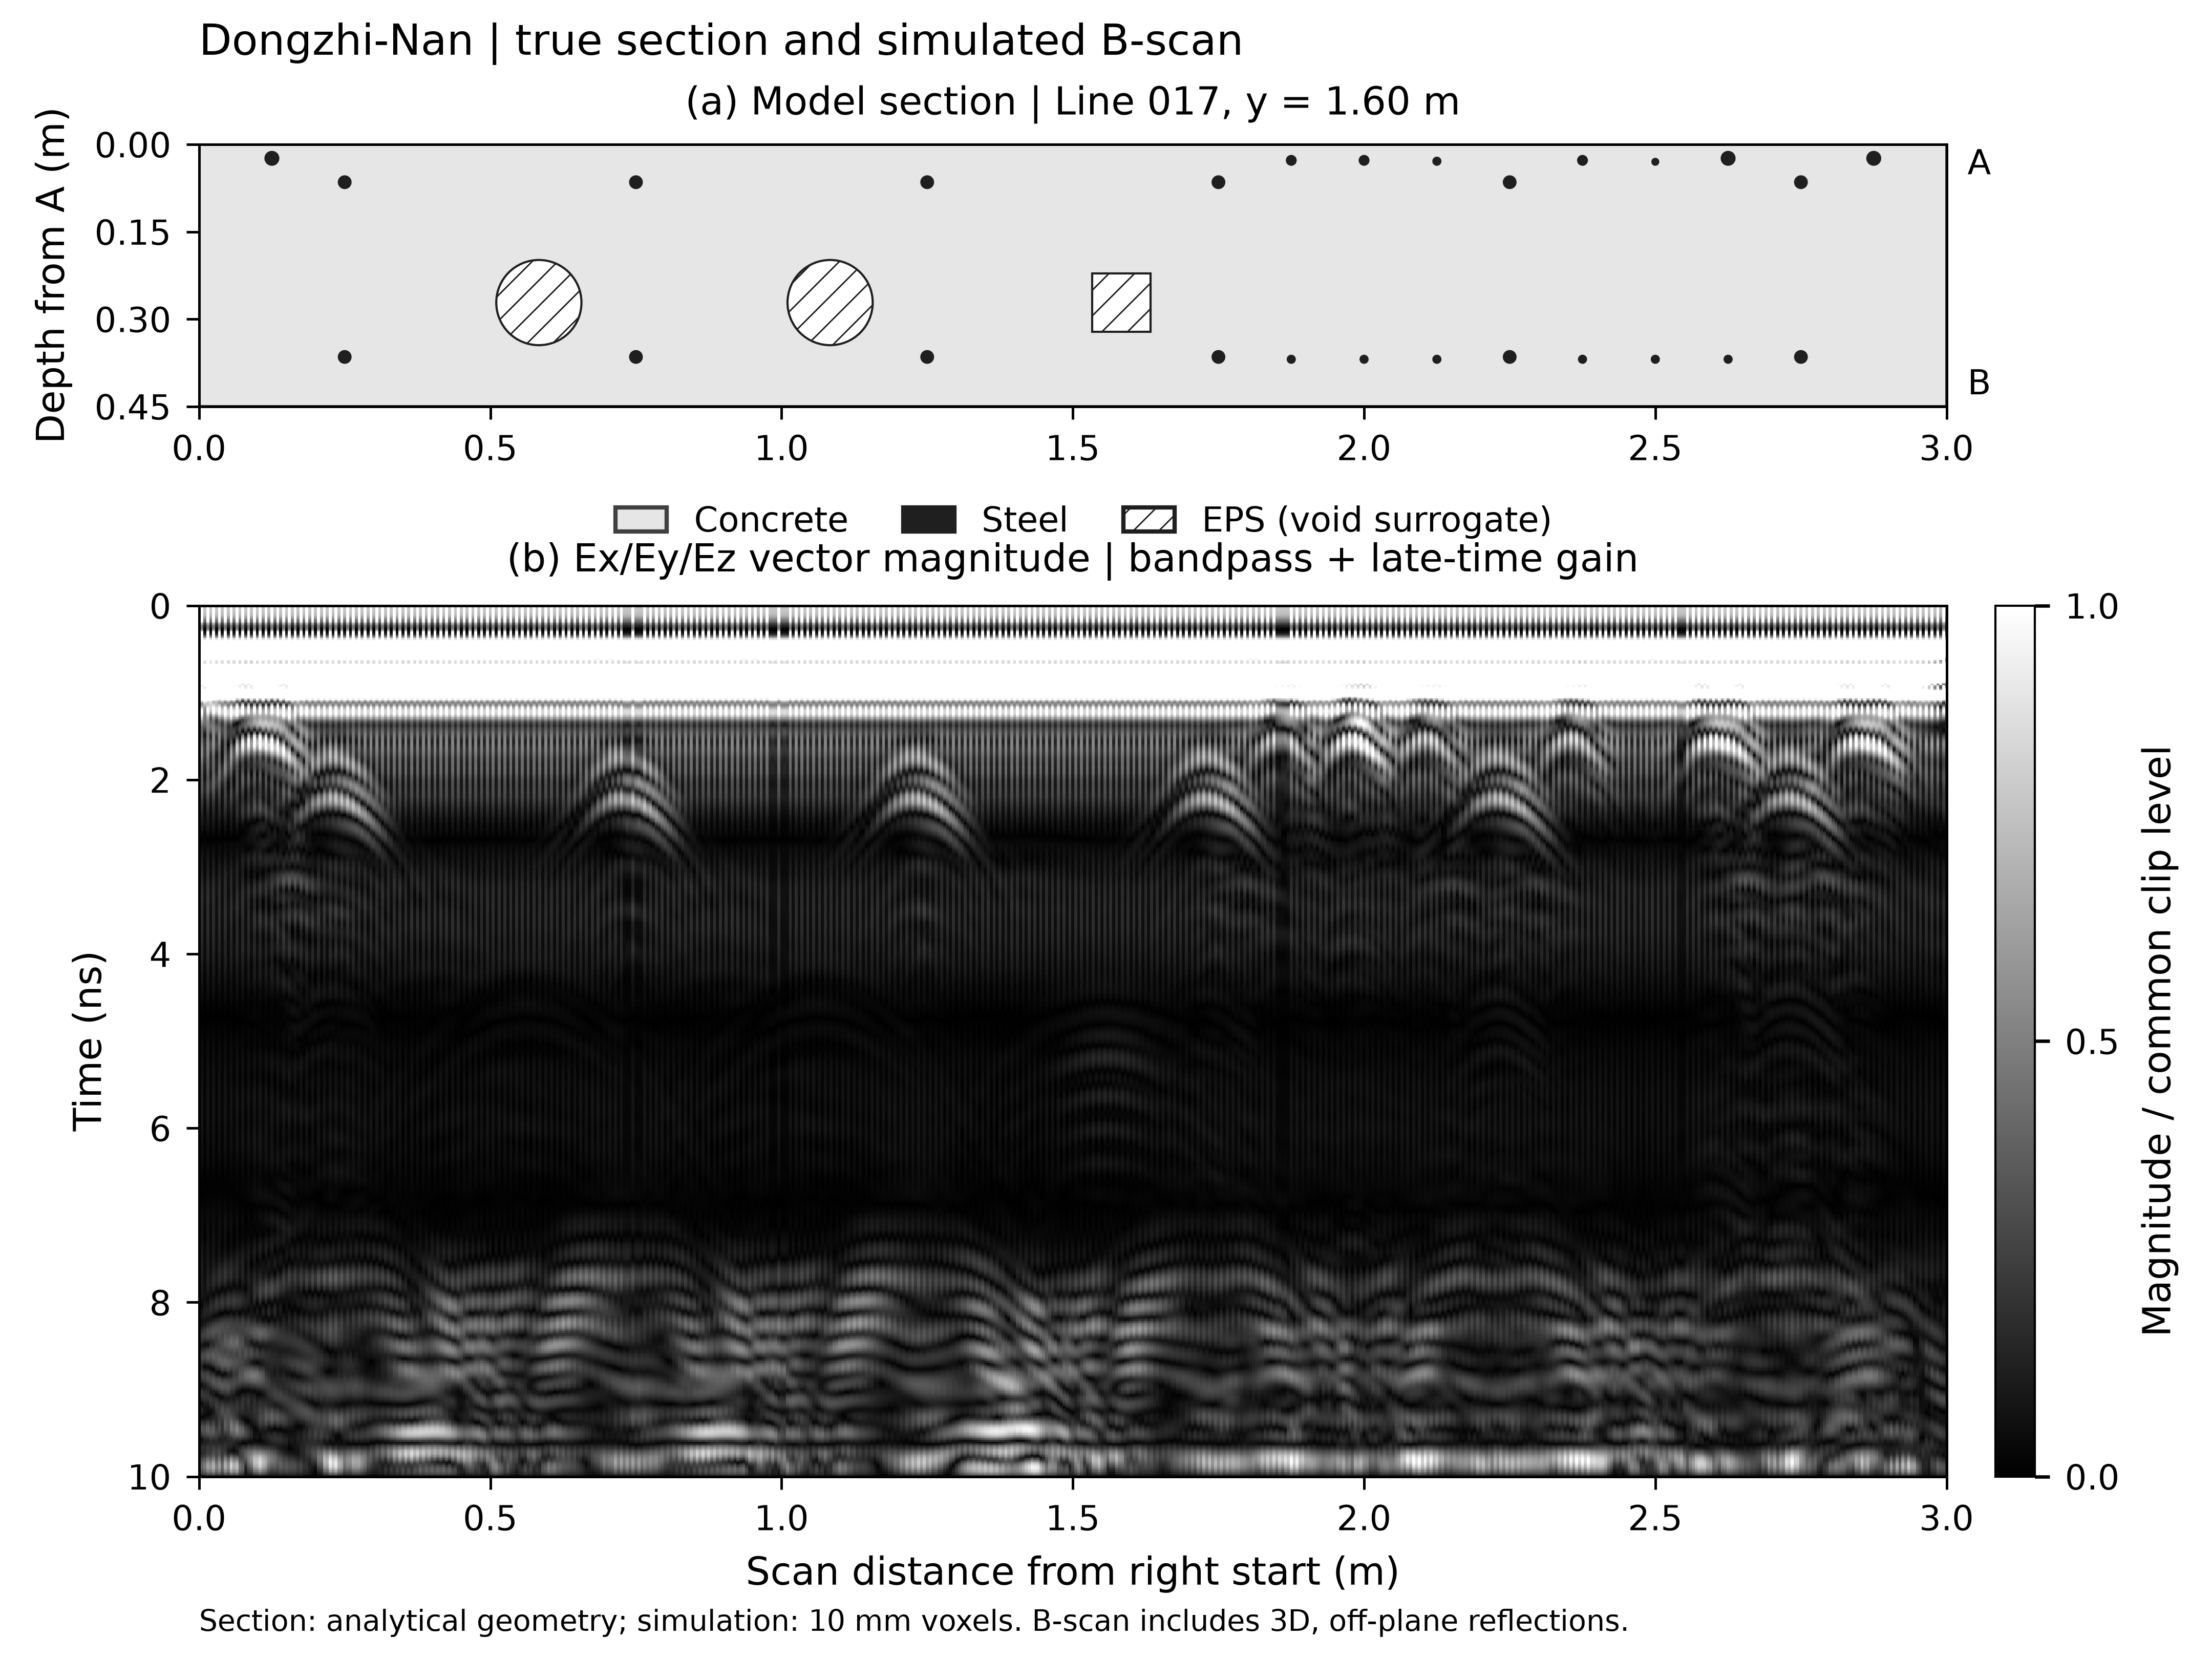 Dongzhi-Nan | true section and simulated B-scan
(a) Model section | Line 017, y = 1.60 m
Depth from A (m)
0.00
0.15
0.30
0.45
A
B
0.0 0.5 1.0 1.5 2.0 2.5 3.0
Concrete Steel EPS (void surrogate)
(b) Ex/Ey/Ez vector magnitude | bandpass + late-time gain
Time (ns)
0
2
4
6
8
10
1.0
0.5
0.0
Magnitude / common clip level
0.0 0.5 1.0 1.5 2.0 2.5 3.0
Scan distance from right start (m)
Section: analytical geometry; simulation: 10 mm voxels. B-scan includes 3D, off-plane reflections.